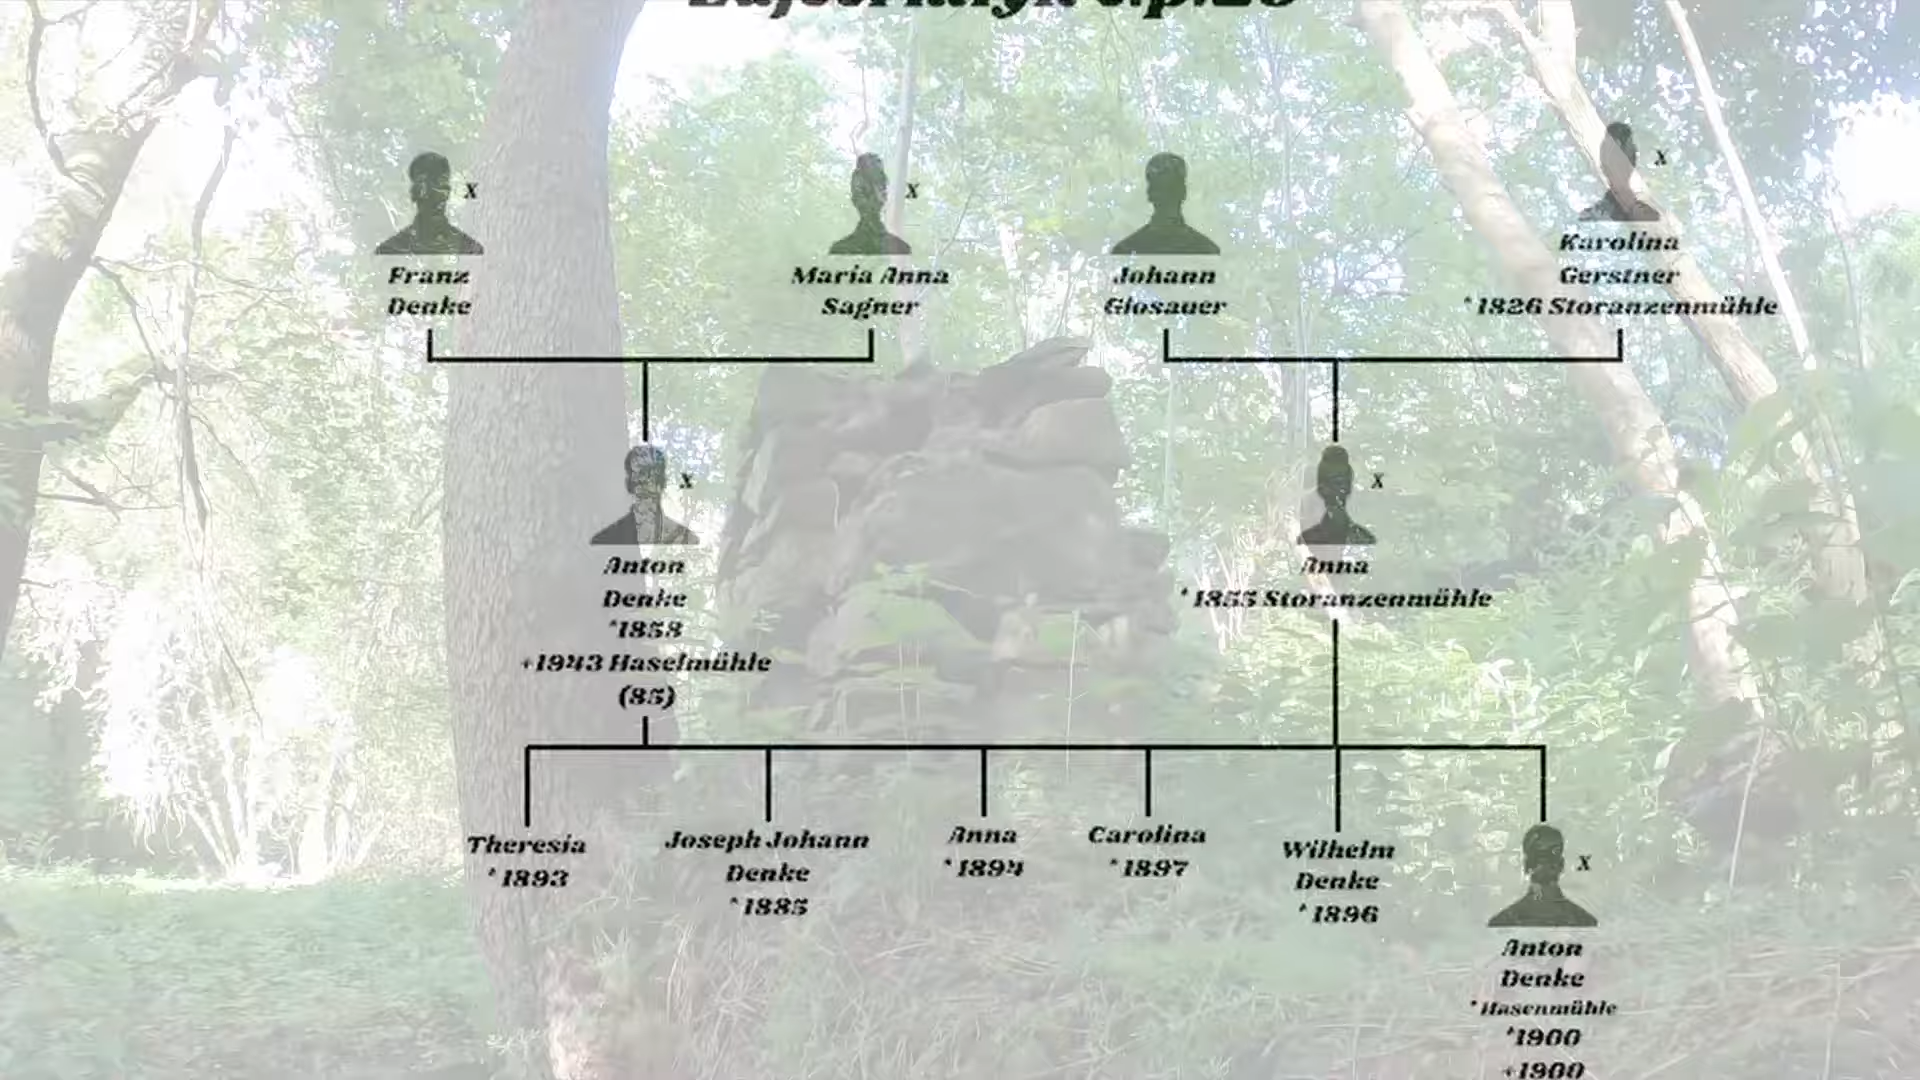 x
x
x
Franz
Denke
Maria Anna
Sagner
Johann
Glosauer
Karolina
Gerstner
*1826 Storanzenmühle
x
x
Anton
Denke
*1858
+1943 Haselmühle
(85)
Anna
*1855 Storanzenmühle
Theresia
*1893
Joseph Johann
Denke
*1885
Anna
*1894
Carolina
*1897
Wilhelm
Denke
*1896
x
Anton
Denke
*Hasenmühle
*1900
+1900